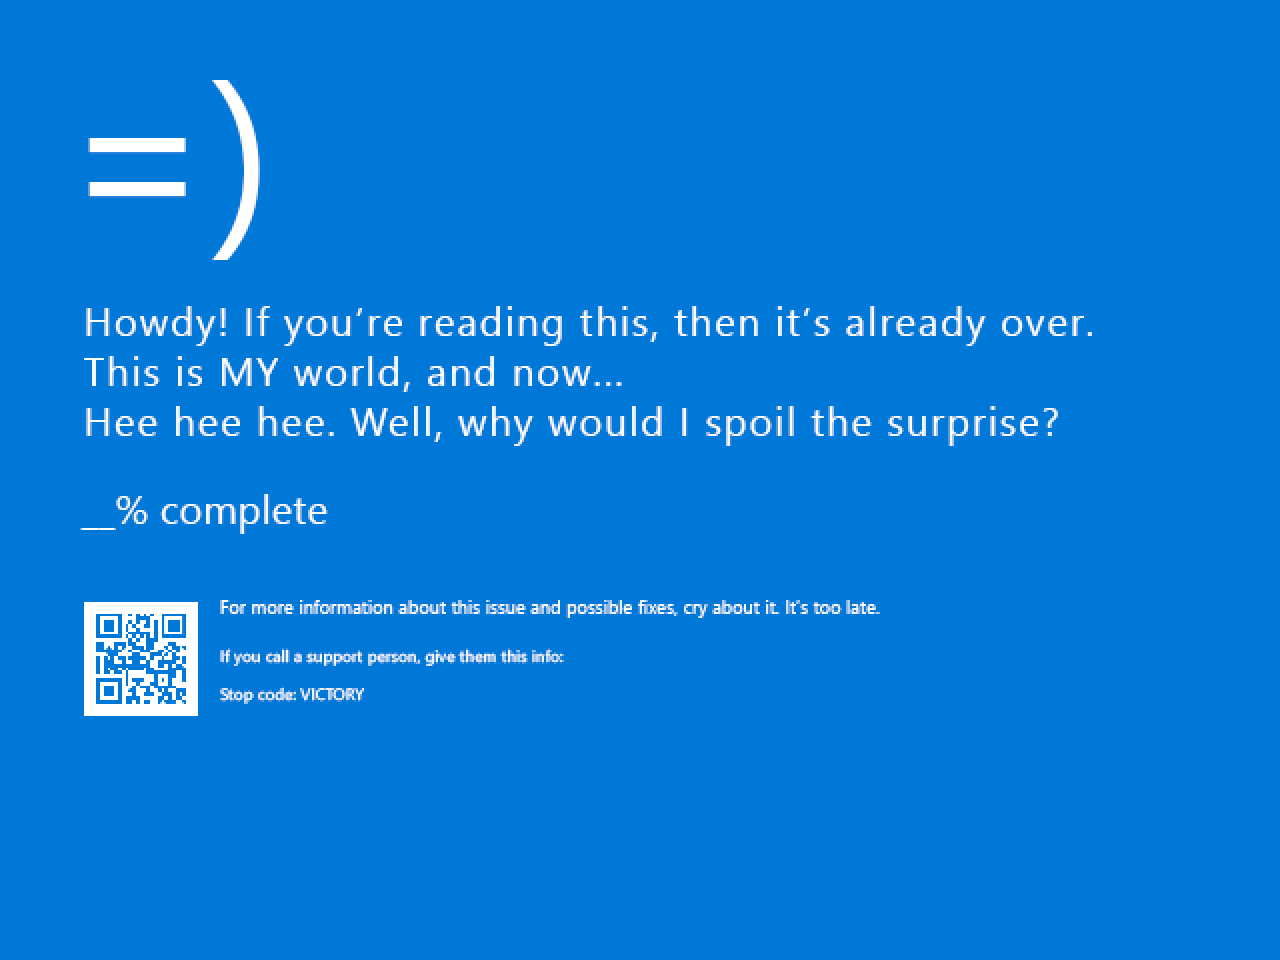 =)
Howdy! If you’re reading this, then it’s already over.
This is MY world, and now...
Hee hee hee. Well, why would I spoil the surprise?
__% complete
For more information about this issue and possible fixes, cry about it. It's too late.
If you call a support person, give them this info:
Stop code: VICTORY